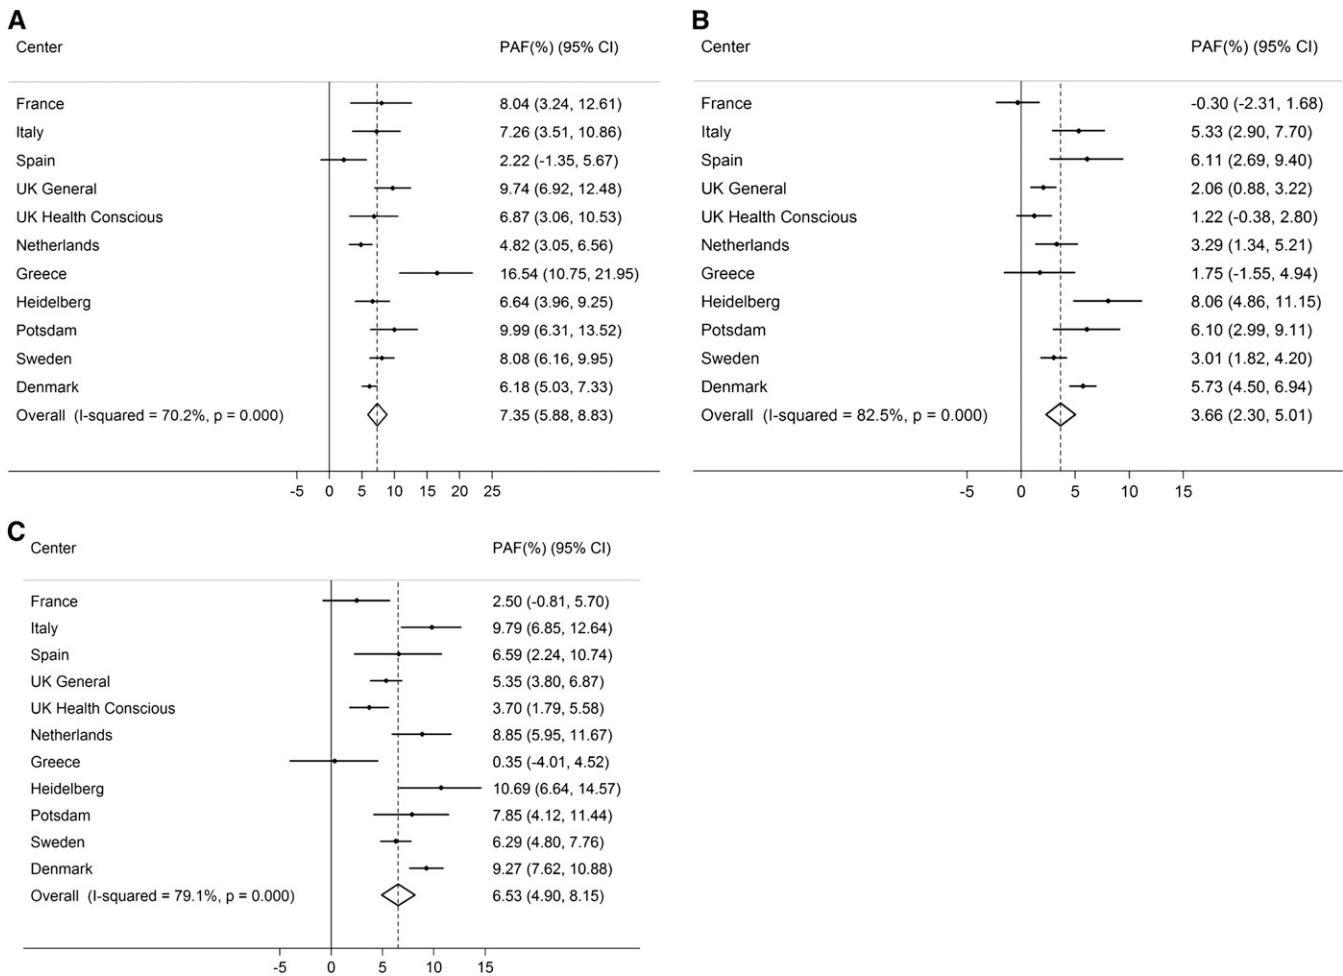 A
Center PAF(%) (95% CI)
France 8.04 (3.24, 12.61)
Italy 7.26 (3.51, 10.86)
Spain 2.22 (-1.35, 5.67)
UK General 9.74 (6.92, 12.48)
UK Health Conscious 6.87 (3.06, 10.53)
Netherlands 4.82 (3.05, 6.56)
Greece 16.54 (10.75, 21.95)
Heidelberg 6.64 (3.96, 9.25)
Potsdam 9.99 (6.31, 13.52)
Sweden 8.08 (6.16, 9.95)
Denmark 6.18 (5.03, 7.33)
Overall (I-squared = 70.2%, p = 0.000) 7.35 (5.88, 8.83)
-5 0 5 10 15 20 25
B
Center PAF(%) (95% CI)
France -0.30 (-2.31, 1.68)
Italy 5.33 (2.90, 7.70)
Spain 6.11 (2.69, 9.40)
UK General 2.06 (0.88, 3.22)
UK Health Conscious 1.22 (-0.38, 2.80)
Netherlands 3.29 (1.34, 5.21)
Greece 1.75 (-1.55, 4.94)
Heidelberg 8.06 (4.86, 11.15)
Potsdam 6.10 (2.99, 9.11)
Sweden 3.01 (1.82, 4.20)
Denmark 5.73 (4.50, 6.94)
Overall (I-squared = 82.5%, p = 0.000) 3.66 (2.30, 5.01)
-5 0 5 10 15
C
Center PAF(%) (95% CI)
France 2.50 (-0.81, 5.70)
Italy 9.79 (6.85, 12.64)
Spain 6.59 (2.24, 10.74)
UK General 5.35 (3.80, 6.87)
UK Health Conscious 3.70 (1.79, 5.58)
Netherlands 8.85 (5.95, 11.67)
Greece 0.35 (-4.01, 4.52)
Heidelberg 10.69 (6.64, 14.57)
Potsdam 7.85 (4.12, 11.44)
Sweden 6.29 (4.80, 7.76)
Denmark 9.27 (7.62, 10.88)
Overall (I-squared = 79.1%, p = 0.000) 6.53 (4.90, 8.15)
-5 0 5 10 15